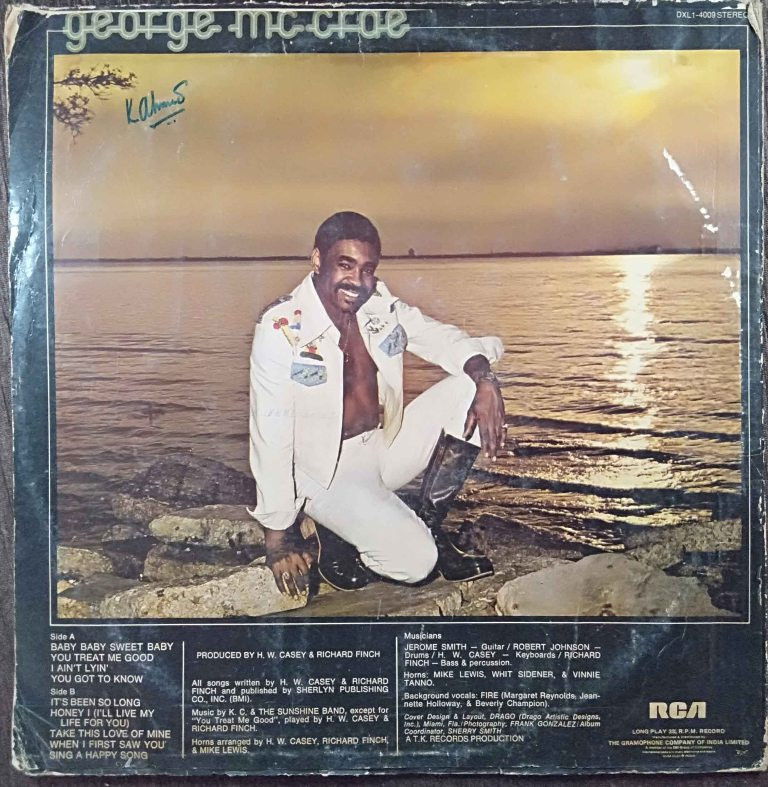 george mc crae
DXL1-4009 STEREO
Side A
BABY BABY SWEET BABY
YOU TREAT ME GOOD
I AIN'T LYIN'
YOU GOT TO KNOW
Side B
IT'S BEEN SO LONG
HONEY I (I'LL LIVE MY
LIFE FOR YOU)
TAKE THIS LOVE OF MINE
WHEN I FIRST SAW YOU
SING A HAPPY SONG
PRODUCED BY H. W. CASEY & RICHARD FINCH
All songs written by H. W. CASEY & RICHARD
FINCH and published by SHERLYN PUBLISHING
CO., INC. (BMI).
Music by K. C. & THE SUNSHINE BAND, except for
"You Treat Me Good", played by H. W. CASEY &
RICHARD FINCH.
Horns arranged by H. W. CASEY, RICHARD FINCH,
& MIKE LEWIS.
Musicians
JEROME SMITH — Guitar / ROBERT JOHNSON —
Drums / H. W. CASEY — Keyboards / RICHARD
FINCH — Bass & percussion.
Horns: MIKE LEWIS, WHIT SIDENER, & VINNIE
TANNO.
Background vocals: FIRE (Margaret Reynolds, Jean-
nette Holloway, & Beverly Champion).
Cover Design & Layout, DRAGO (Drago Artistic Designs,
Inc.), Miami, Fla./Photography, FRANK GONZALEZ/Album
Coordinator, SHERRY SMITH
A T.K. RECORDS PRODUCTION
RCA
LONG PLAY 33⅓ R.P.M. RECORD
THE GRAMOPHONE COMPANY OF INDIA LIMITED